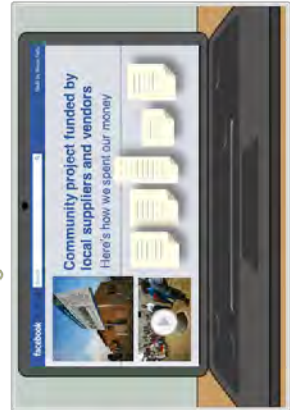 facebook
Community project funded by
local suppliers and vendors
Here's how we spent our money